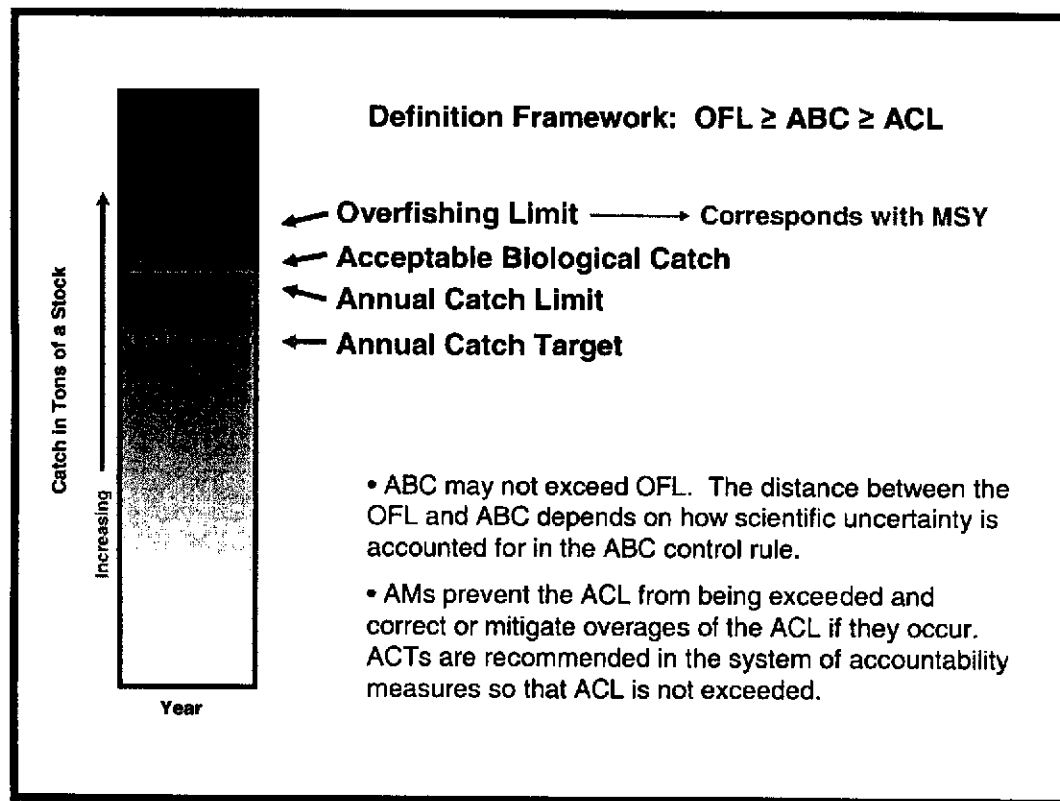 Definition Framework: OFL ≥ ABC ≥ ACL
Overfishing Limit
Corresponds with MSY
Acceptable Biological Catch
Annual Catch Limit
Annual Catch Target
Catch in Tons of a Stock
Increasing
Year
• ABC may not exceed OFL. The distance between the
OFL and ABC depends on how scientific uncertainty is
accounted for in the ABC control rule.
• AMs prevent the ACL from being exceeded and
correct or mitigate overages of the ACL if they occur.
ACTs are recommended in the system of accountability
measures so that ACL is not exceeded.